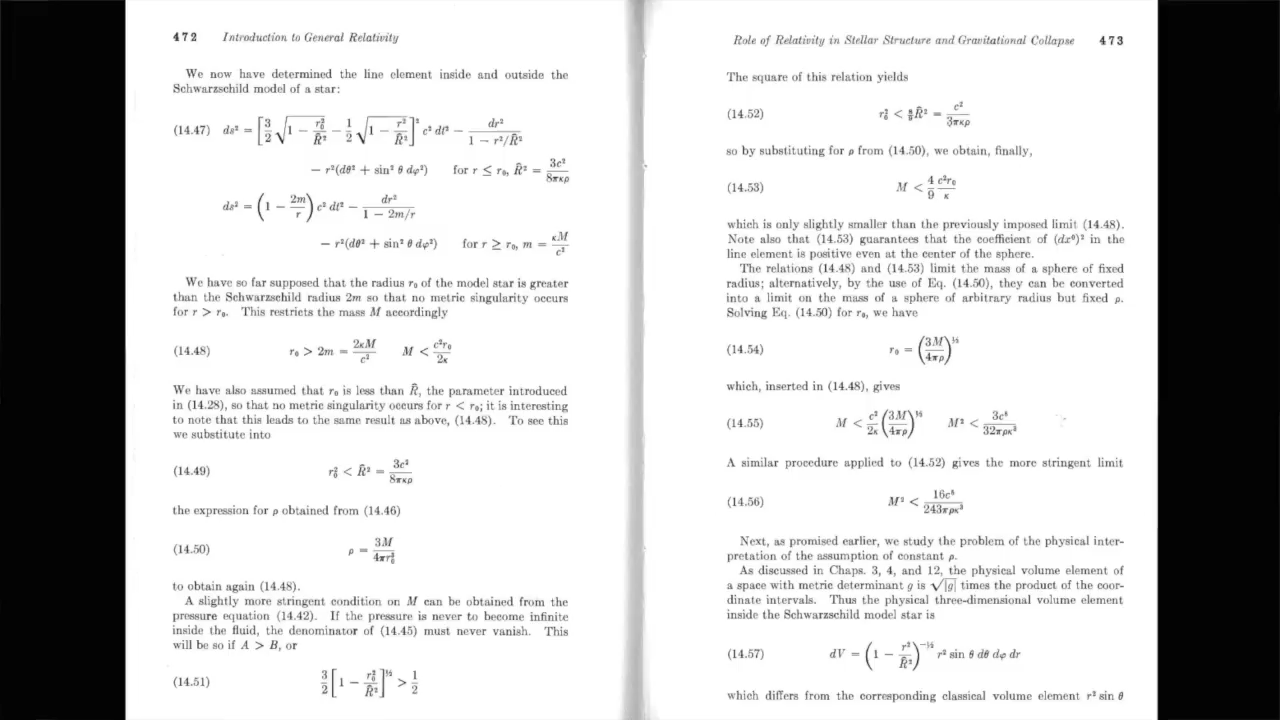 472 Introduction to General Relativity
We now have determined the line element inside and outside the
Schwarzschild model of a star:
(14.47) ds² = [3/2 √(1 − r₀²/R̂²) − 1/2 √(1 − r²/R̂²)]² c² dt² − dr²/(1 − r²/R̂²)
− r²(dθ² + sin² θ dφ²) for r ≤ r₀, R̂² = 3c²/8πκρ
ds² = (1 − 2m/r) c² dt² − dr²/(1 − 2m/r)
− r²(dθ² + sin² θ dφ²) for r ≥ r₀, m = κM/c²
We have so far supposed that the radius r₀ of the model star is greater
than the Schwarzschild radius 2m so that no metric singularity occurs
for r > r₀. This restricts the mass M accordingly
(14.48) r₀ > 2m = 2κM/c² M < c²r₀/2κ
We have also assumed that r₀ is less than R̂, the parameter introduced
in (14.28), so that no metric singularity occurs for r < r₀; it is interesting
to note that this leads to the same result as above, (14.48). To see this
we substitute into
(14.49) r₀² < R̂² = 3c²/8πκρ
the expression for ρ obtained from (14.46)
(14.50) ρ = 3M/4πr₀³
to obtain again (14.48).
A slightly more stringent condition on M can be obtained from the
pressure equation (14.42). If the pressure is never to become infinite
inside the fluid, the denominator of (14.45) must never vanish. This
will be so if A > B, or
(14.51) 3/2 [1 − r₀²/R̂²]^½ > 1/2
Role of Relativity in Stellar Structure and Gravitational Collapse 473
The square of this relation yields
(14.52) r₀² < 8/9 R̂² = c²/3πκρ
so by substituting for ρ from (14.50), we obtain, finally,
(14.53) M < 4/9 c²r₀/κ
which is only slightly smaller than the previously imposed limit (14.48).
Note also that (14.53) guarantees that the coefficient of (dx⁰)² in the
line element is positive even at the center of the sphere.
The relations (14.48) and (14.53) limit the mass of a sphere of fixed
radius; alternatively, by the use of Eq. (14.50), they can be converted
into a limit on the mass of a sphere of arbitrary radius but fixed ρ.
Solving Eq. (14.50) for r₀, we have
(14.54) r₀ = (3M/4πρ)^⅓
which, inserted in (14.48), gives
(14.55) M < c²/2κ (3M/4πρ)^⅓ M² < 3c⁶/32πρκ³
A similar procedure applied to (14.52) gives the more stringent limit
(14.56) M² < 16c⁶/243πρκ³
Next, as promised earlier, we study the problem of the physical inter-
pretation of the assumption of constant ρ.
As discussed in Chaps. 3, 4, and 12, the physical volume element of
a space with metric determinant g is √|g| times the product of the coor-
dinate intervals. Thus the physical three-dimensional volume element
inside the Schwarzschild model star is
(14.57) dV = (1 − r²/R̂²)^−½ r² sin θ dθ dφ dr
which differs from the corresponding classical volume element r² sin θ